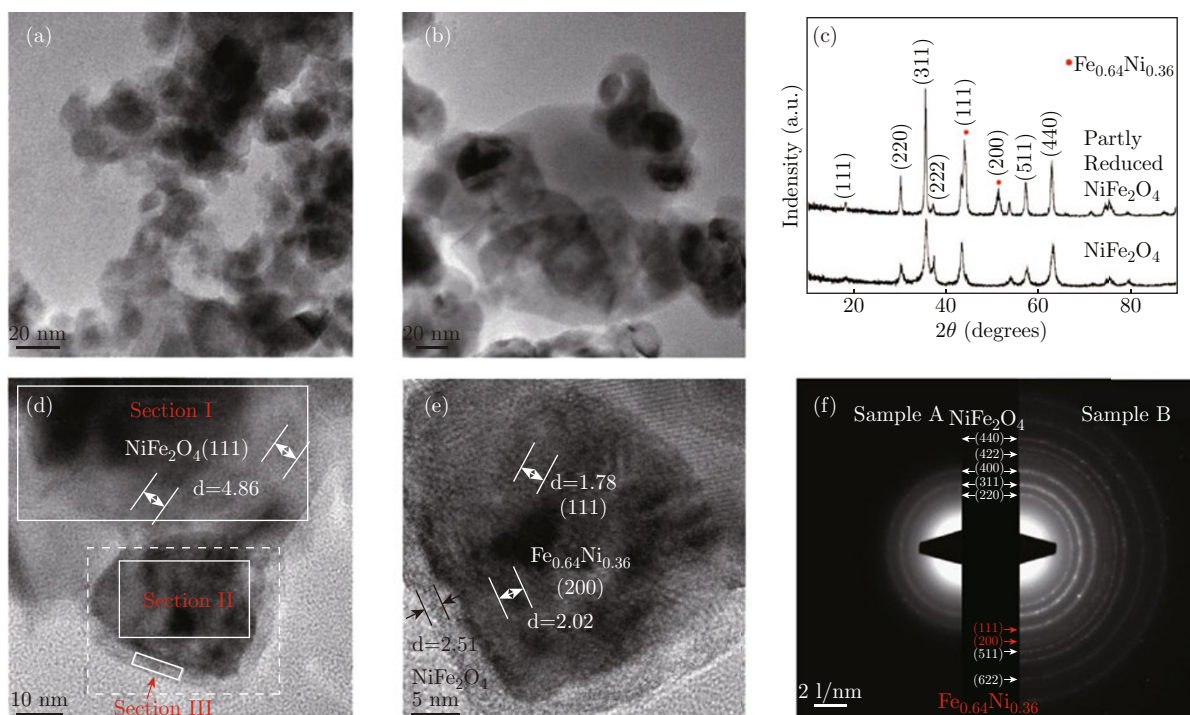 (a)
20 nm
(b)
20 nm
(c)
Fe0.64Ni0.36
Partly
Reduced
NiFe2O4
NiFe2O4
(111)
(220)
(311)
(222)
(111)
(200)
(511)
(440)
Indensity (a.u.)
20
40
60
80
2θ (degrees)
(d)
Section I
NiFe2O4(111)
d=4.86
Section II
Section III
10 nm
(e)
d=1.78
(111)
Fe0.64Ni0.36
(200)
d=2.02
d=2.51
NiFe2O4
5 nm
(f)
Sample A
NiFe2O4
Sample B
(440)
(422)
(400)
(311)
(220)
(111)
(200)
(511)
(622)
2 l/nm
Fe0.64Ni0.36